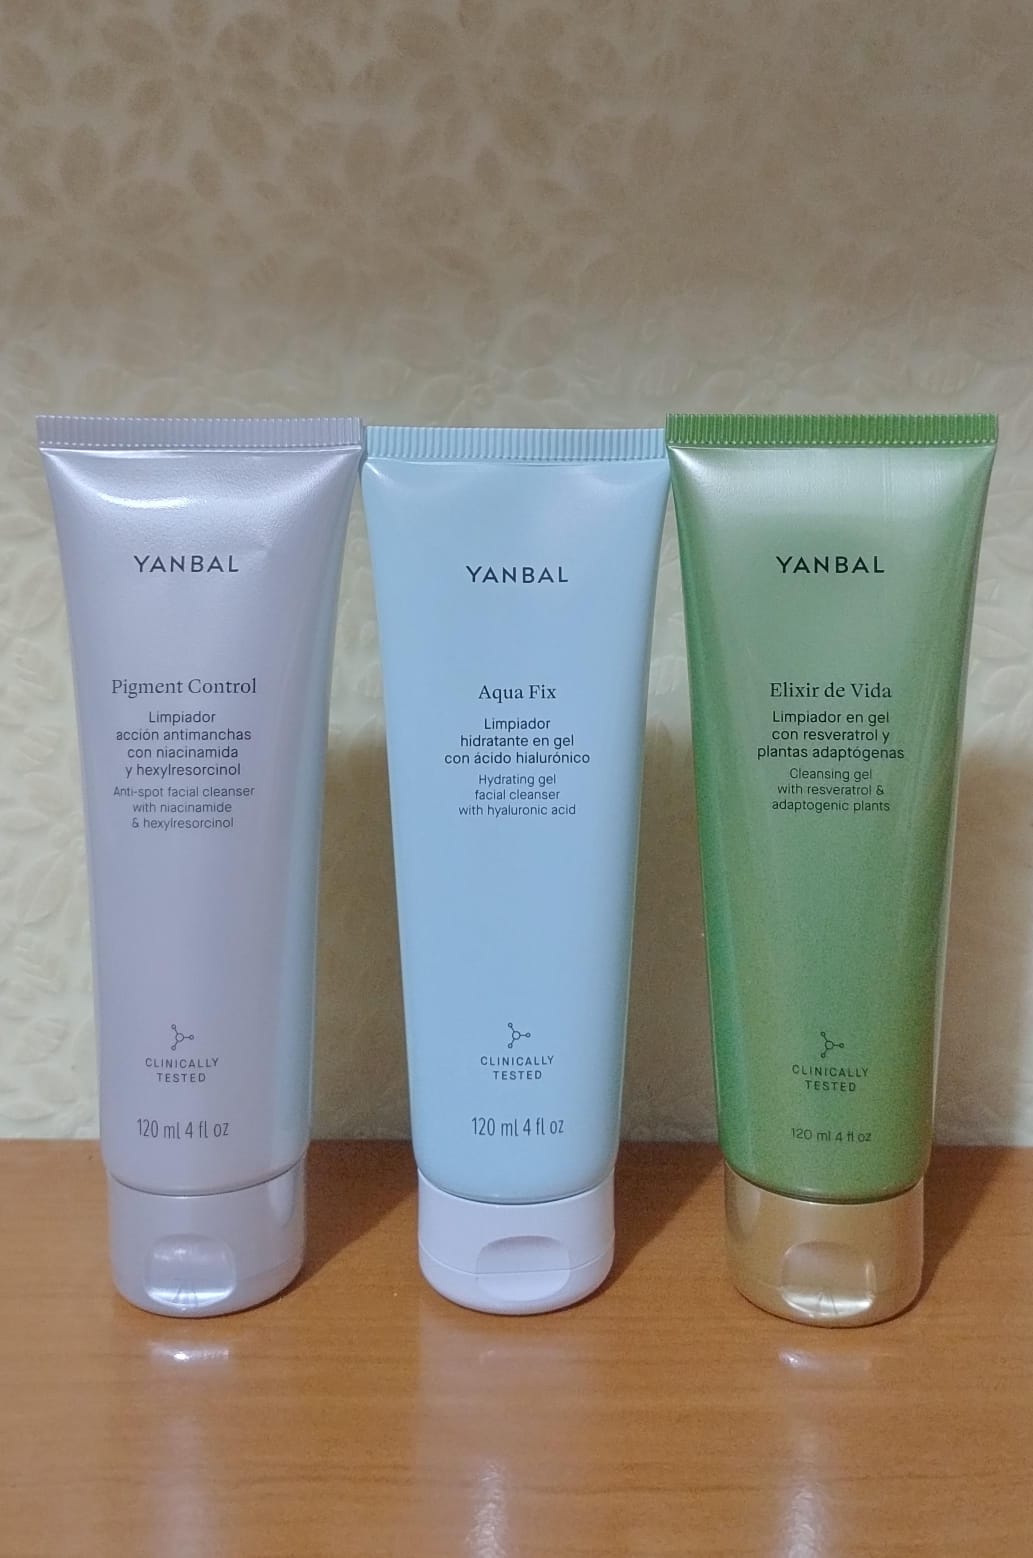 YANBAL
Pigment Control
Limpiador
acción antimanchas
con niacinamida
y hexylresorcinol
Anti-spot facial cleanser
with niacinamide
& hexylresorcinol
CLINICALLY
TESTED
120 ml 4 fl oz
YANBAL
Aqua Fix
Limpiador
hidratante en gel
con ácido hialurónico
Hydrating gel
facial cleanser
with hyaluronic acid
CLINICALLY
TESTED
120 ml 4 fl oz
YANBAL
Elixir de Vida
Limpiador en gel
con resveratrol y
plantas adaptógenas
Cleansing gel
with resveratrol &
adaptogenic plants
CLINICALLY
TESTED
120 ml 4 fl oz